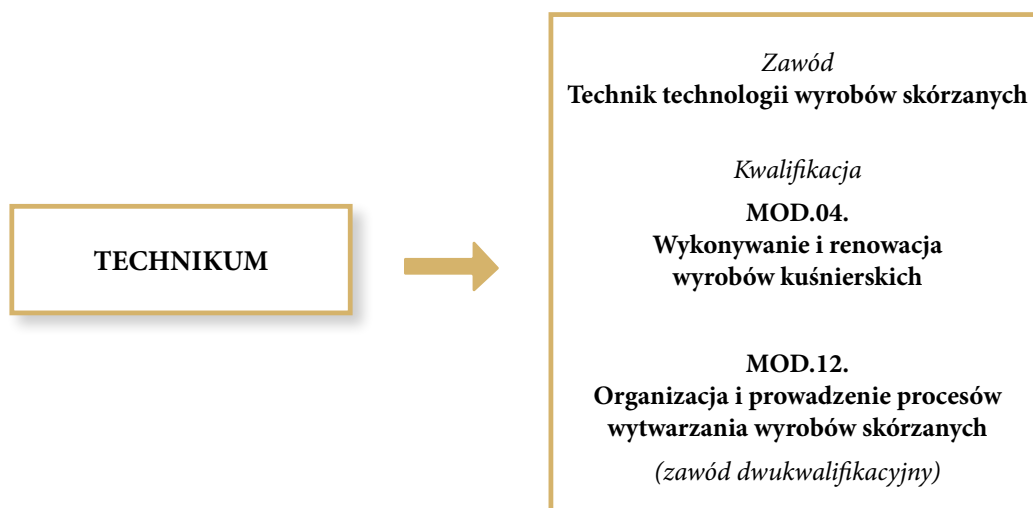 TECHNIKUM
Zawód
Technik technologii wyrobów skórzanych
Kwalifikacja
MOD.04.
Wykonywanie i renowacja
wyrobów kuśnierskich
MOD.12.
Organizacja i prowadzenie procesów
wytwarzania wyrobów skórzanych
(zawód dwukwalifikacyjny)